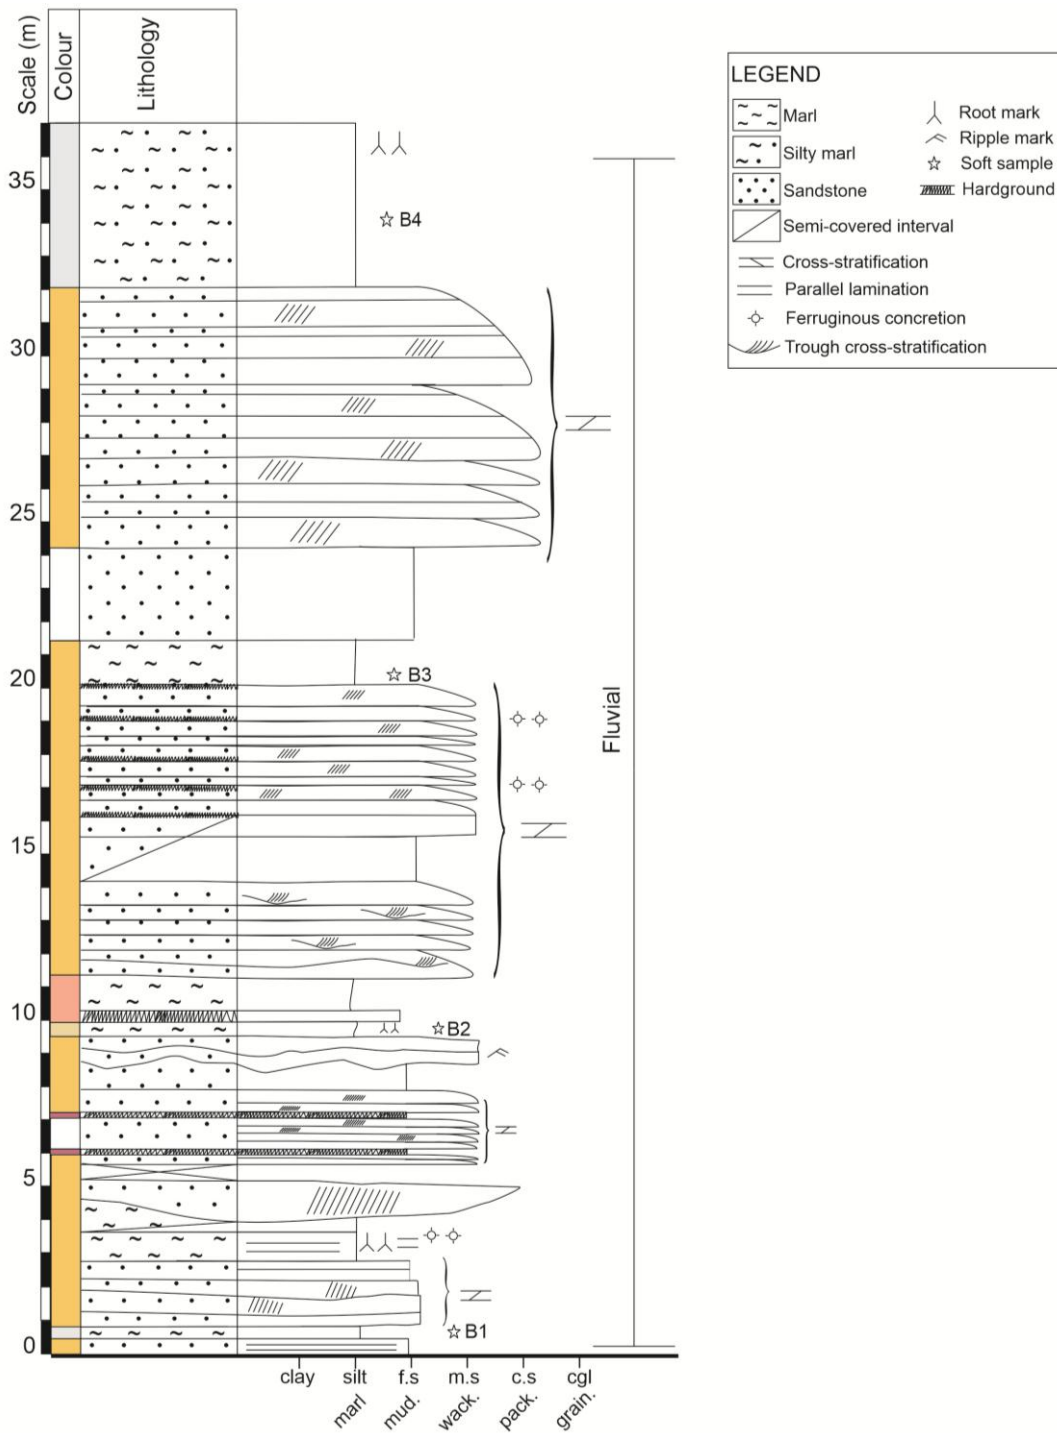 Scale (m)
Colour
Lithology
LEGEND
Marl
Silty marl
Sandstone
Semi-covered interval
Cross-stratification
Parallel lamination
Ferruginous concretion
Trough cross-stratification
Root mark
Ripple mark
Soft sample
Hardground
35
B4
30
25
20
B3
Fluvial
15
10
B2
5
B1
0
clay silt f.s m.s c.s cgl
marl mud. wack. pack. grain.